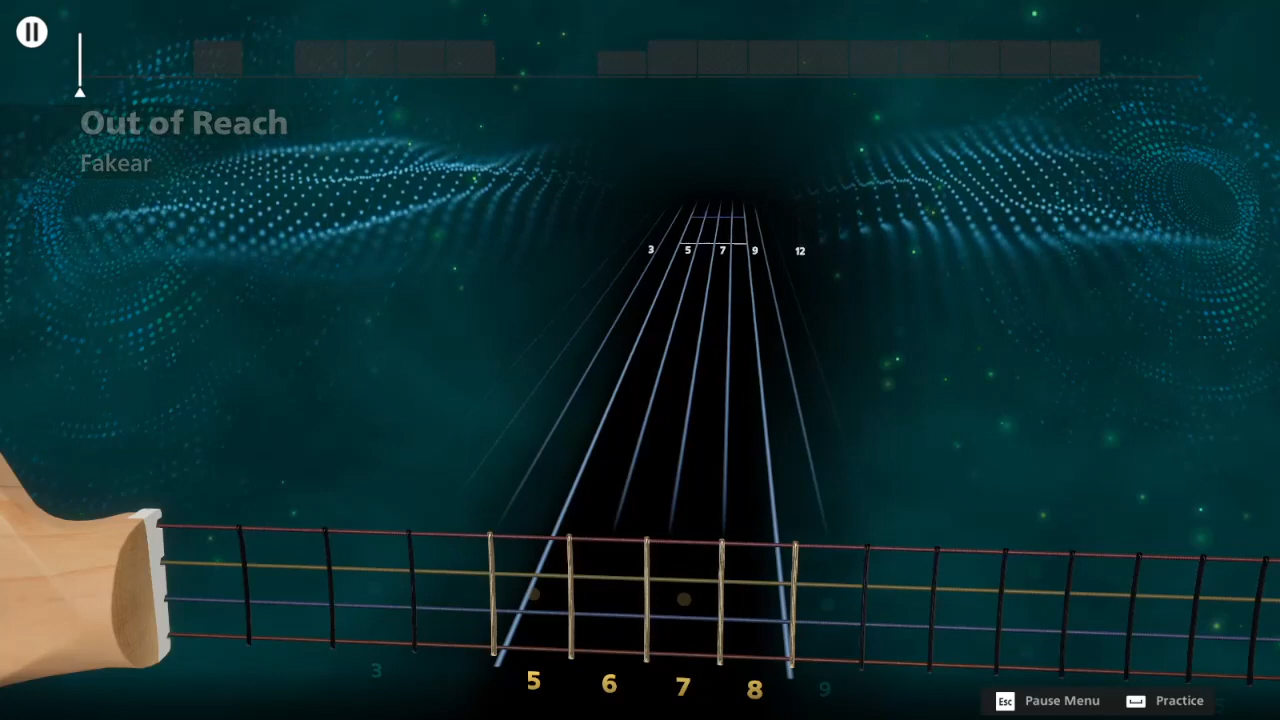 Out of Reach
Fakear
3 5 7 9 12
3 5 6 7 8 9
Esc Pause Menu Practice